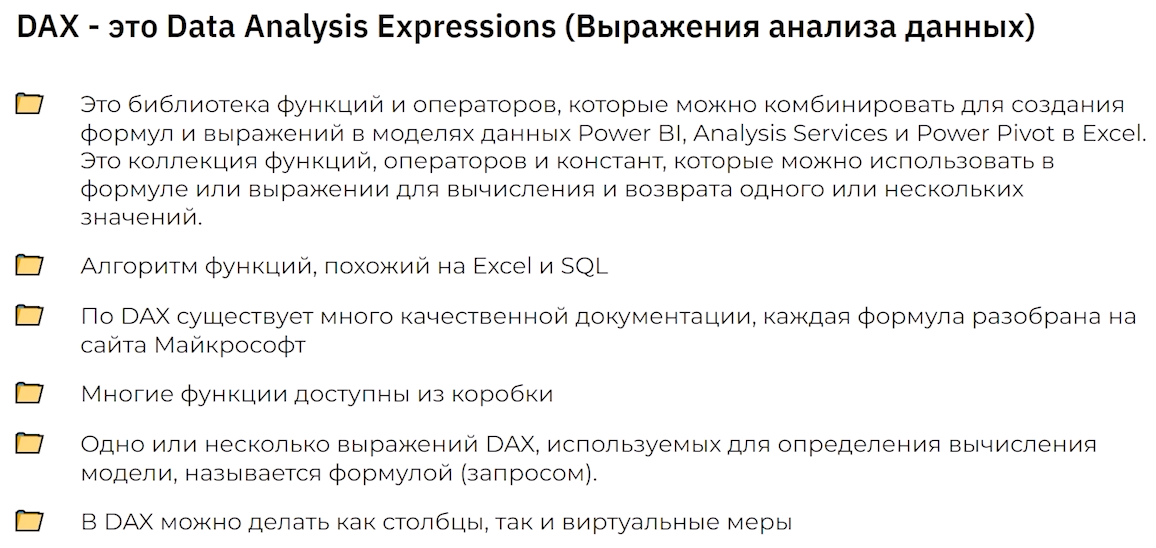 DAX - это Data Analysis Expressions (Выражения анализа данных)
Это библиотека функций и операторов, которые можно комбинировать для создания
формул и выражений в моделях данных Power BI, Analysis Services и Power Pivot в Excel.
Это коллекция функций, операторов и констант, которые можно использовать в
формуле или выражении для вычисления и возврата одного или нескольких
значений.
Алгоритм функций, похожий на Excel и SQL
По DAX существует много качественной документации, каждая формула разобрана на
сайта Майкрософт
Многие функции доступны из коробки
Одно или несколько выражений DAX, используемых для определения вычисления
модели, называется формулой (запросом).
В DAX можно делать как столбцы, так и виртуальные меры